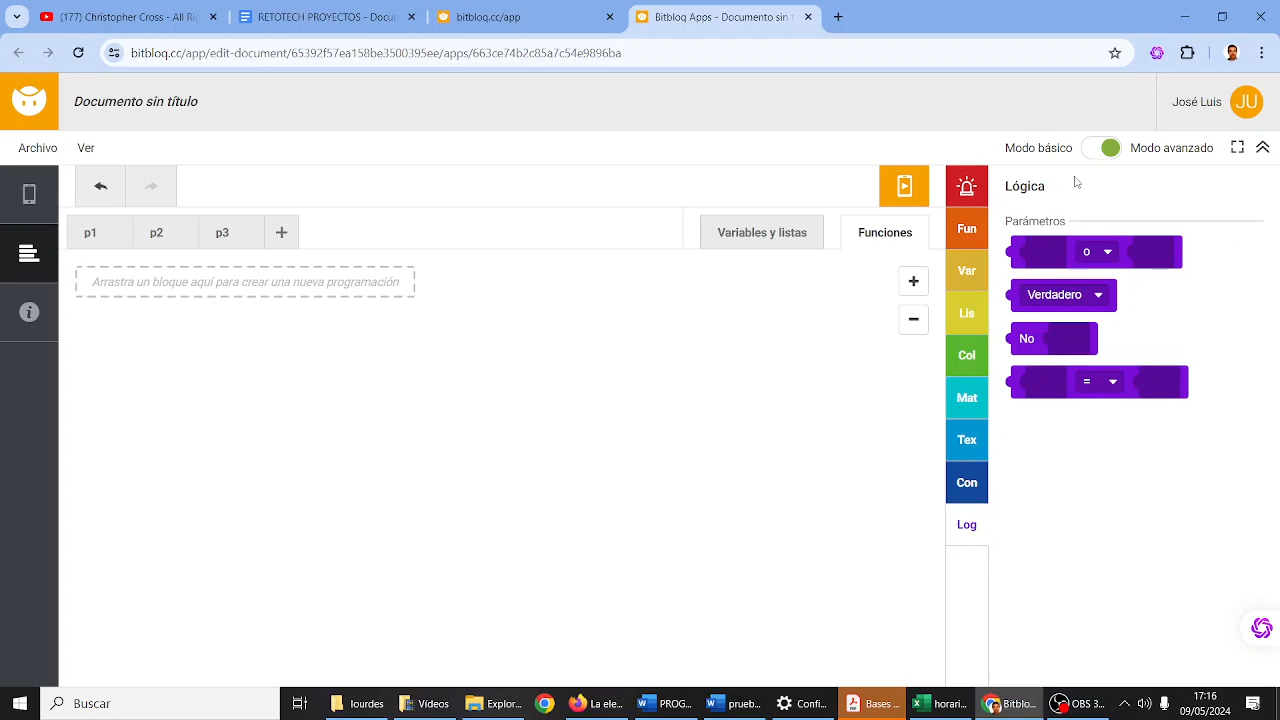 (177) Christopher Cross - All Rig
RETOTECH PROYECTOS - Docum
bitbloq.cc/app
Bitbloq Apps - Documento sin t
bitbloq.cc/app/edit-document/65392f57ea158be3500395ee/apps/663ce74b2c85a7c54e9896ba
Documento sin título
José Luis
JU
Archivo
Ver
Modo básico
Modo avanzado
p1
p2
p3
+
Variables y listas
Funciones
Arrastra un bloque aquí para crear una nueva programación
+
−
Fun
Var
Lis
Col
Mat
Tex
Con
Log
Lógica
Parámetros
o
Verdadero
No
=
Buscar
Lourdes
Vídeos
Explor...
La ele...
PROG...
prueb...
Confi...
Bases ...
horari...
Bitblo...
OBS 3...
17:16
09/05/2024